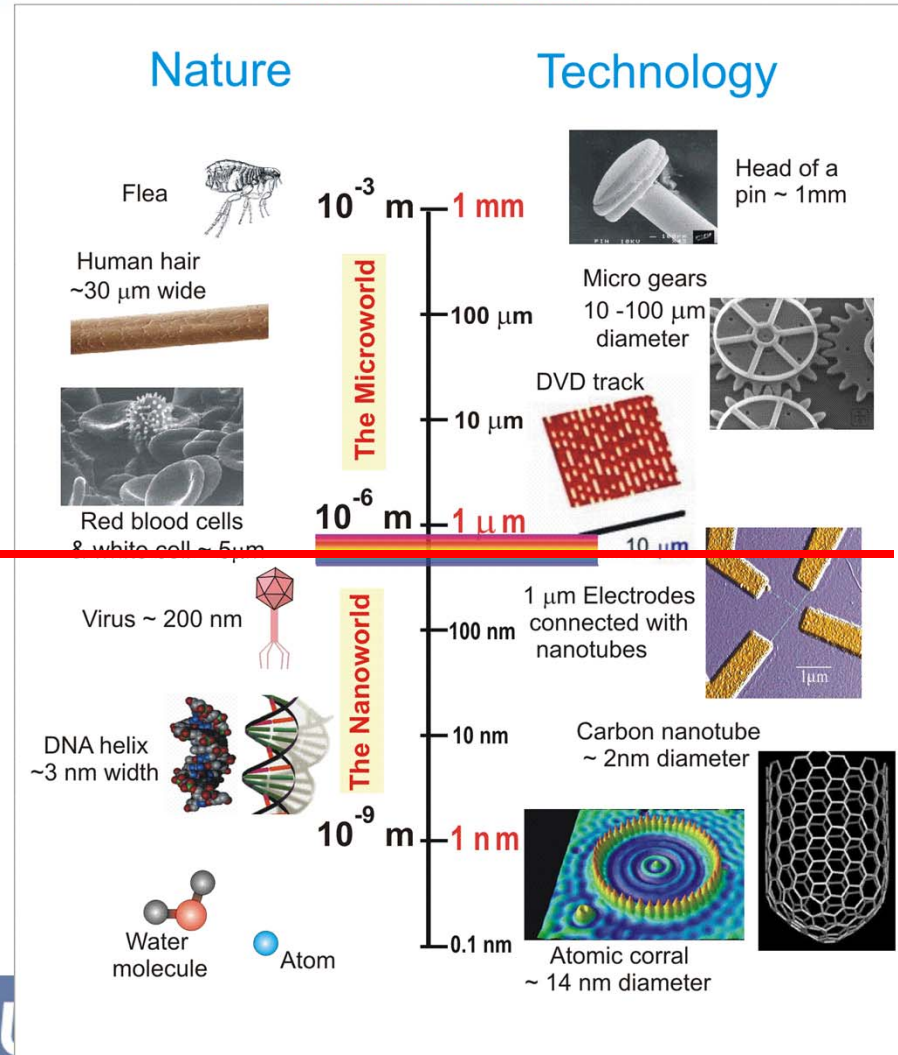 Nature
Technology
Flea
10⁻³ m
1 mm
Head of a
pin ~ 1mm
Human hair
~30 μm wide
The Microworld
100 μm
Micro gears
10 -100 μm
diameter
DVD track
10 μm
10⁻⁶ m
1 μm
Red blood cells
& white cell ~ 5μm
10 μm
Virus ~ 200 nm
The Nanoworld
100 nm
1 μm Electrodes
connected with
nanotubes
1μm
DNA helix
~3 nm width
10 nm
Carbon nanotube
~ 2nm diameter
10⁻⁹ m
1 nm
Water
molecule
Atom
0.1 nm
Atomic corral
~ 14 nm diameter